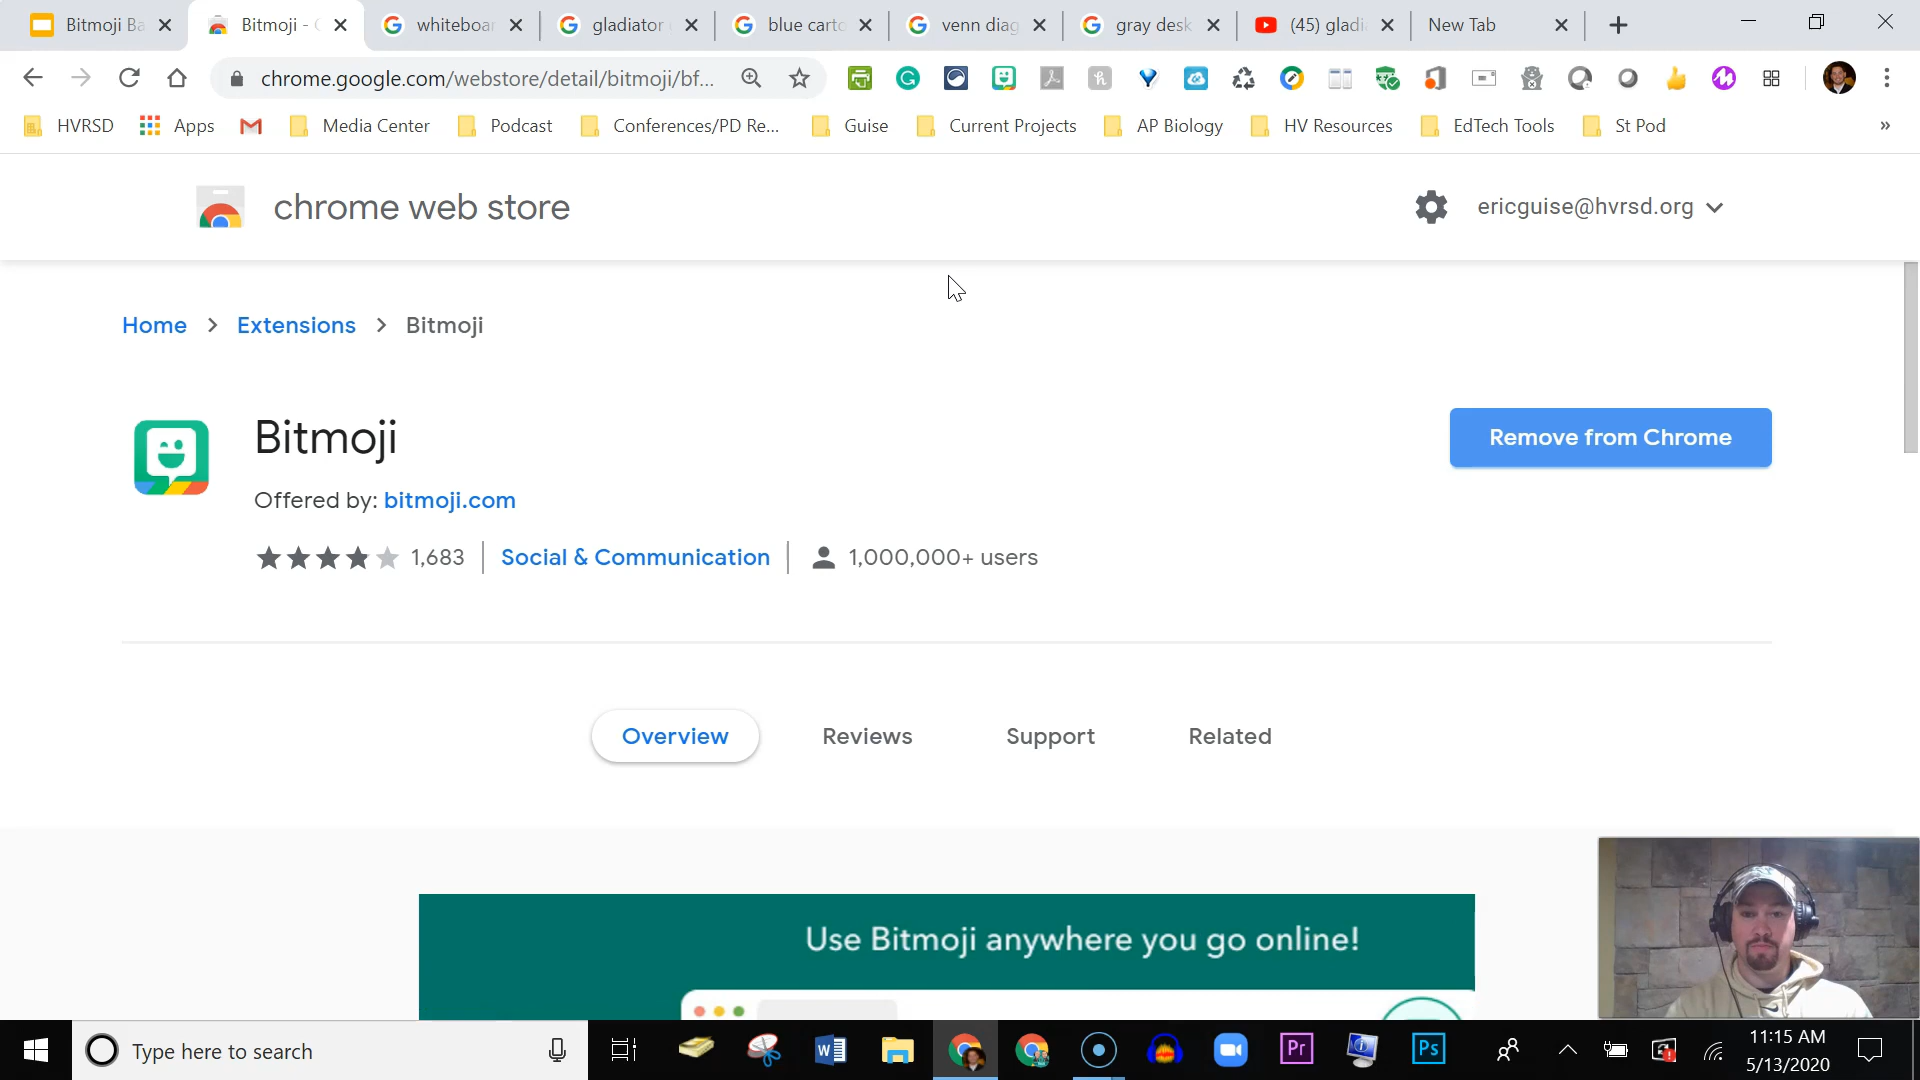 Bitmoji Ba
Bitmoji -
whiteboar
gladiator
blue carto
venn diag
gray desk
(45) gladi
New Tab
chrome.google.com/webstore/detail/bitmoji/bf...
HVRSD
Apps
Media Center
Podcast
Conferences/PD Re...
Guise
Current Projects
AP Biology
HV Resources
EdTech Tools
St Pod
»
chrome web store
ericguise@hvrsd.org
Home > Extensions > Bitmoji
Bitmoji
Remove from Chrome
Offered by: bitmoji.com
1,683
Social & Communication
1,000,000+ users
Overview
Reviews
Support
Related
Use Bitmoji anywhere you go online!
Type here to search
Pr
Ps
11:15 AM
5/13/2020